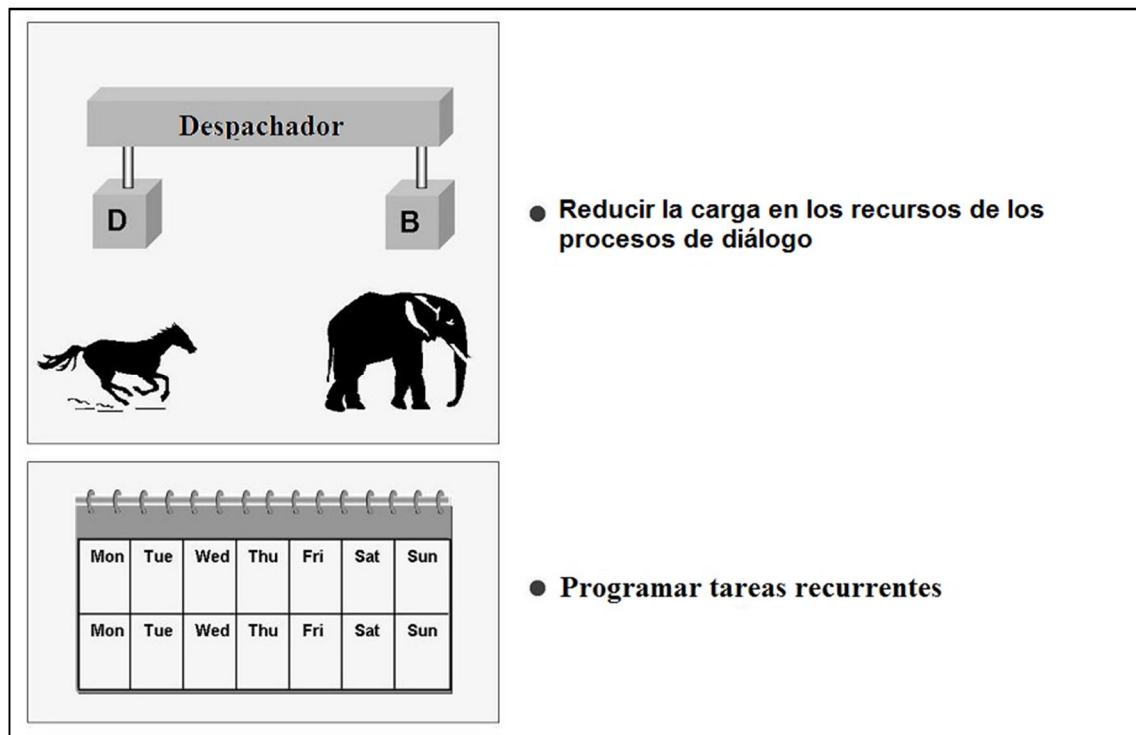 Despachador
D
B
Reducir la carga en los recursos de los
procesos de diálogo
Mon Tue Wed Thu Fri Sat Sun
Mon Tue Wed Thu Fri Sat Sun
Programar tareas recurrentes